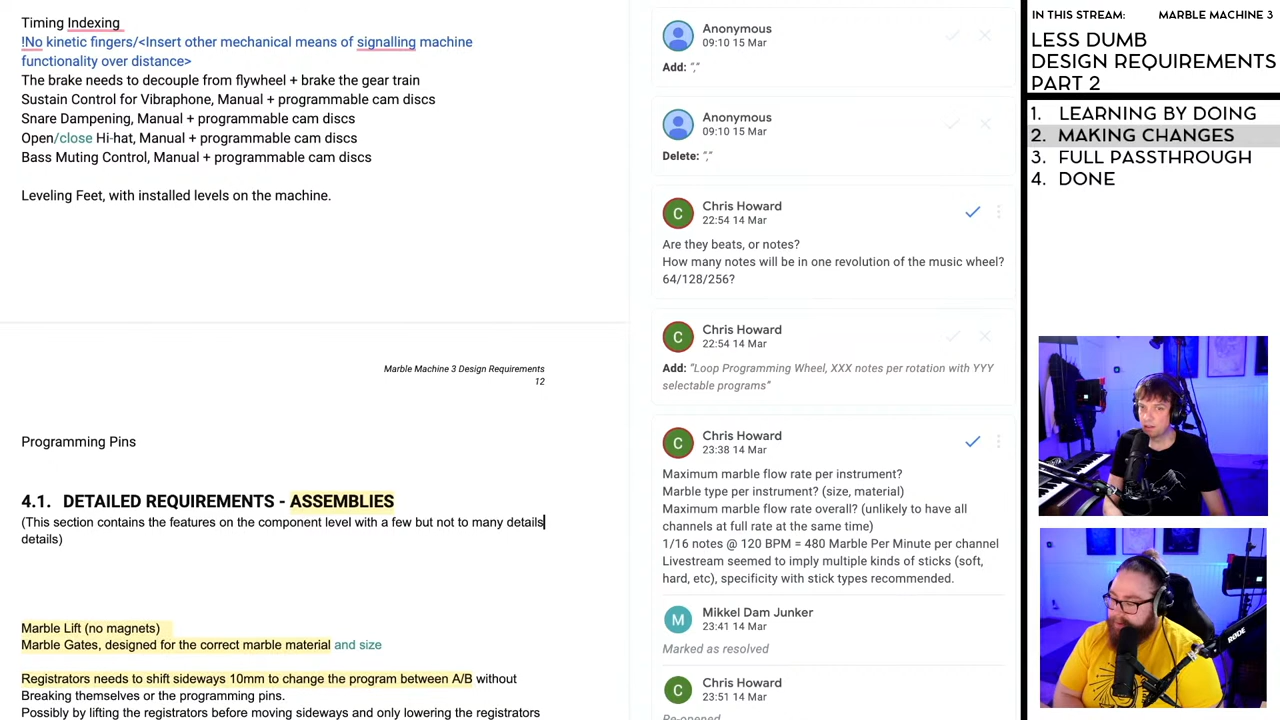 Timing Indexing
!No kinetic fingers/<Insert other mechanical means of signalling machine
functionality over distance>
The brake needs to decouple from flywheel + brake the gear train
Sustain Control for Vibraphone, Manual + programmable cam discs
Snare Dampening, Manual + programmable cam discs
Open/close Hi-hat, Manual + programmable cam discs
Bass Muting Control, Manual + programmable cam discs
Leveling Feet, with installed levels on the machine.
Marble Machine 3 Design Requirements
12
Programming Pins
4.1. DETAILED REQUIREMENTS - ASSEMBLIES
(This section contains the features on the component level with a few but not to many details
details)
Marble Lift (no magnets)
Marble Gates, designed for the correct marble material and size
Registrators needs to shift sideways 10mm to change the program between A/B without
Breaking themselves or the programming pins.
Possibly by lifting the registrators before moving sideways and only lowering the registrators
Anonymous
09:10 15 Mar
Add: “,”
Anonymous
09:10 15 Mar
Delete: “,”
C
Chris Howard
22:54 14 Mar
Are they beats, or notes?
How many notes will be in one revolution of the music wheel?
64/128/256?
C
Chris Howard
22:54 14 Mar
Add: “Loop Programming Wheel, XXX notes per rotation with YYY
selectable programs”
C
Chris Howard
23:38 14 Mar
Maximum marble flow rate per instrument?
Marble type per instrument? (size, material)
Maximum marble flow rate overall? (unlikely to have all
channels at full rate at the same time)
1/16 notes @ 120 BPM = 480 Marble Per Minute per channel
Livestream seemed to imply multiple kinds of sticks (soft,
hard, etc), specificity with stick types recommended.
M
Mikkel Dam Junker
23:41 14 Mar
Marked as resolved
C
Chris Howard
23:51 14 Mar
Re-opened
IN THIS STREAM: MARBLE MACHINE 3
LESS DUMB
DESIGN REQUIREMENTS
PART 2
1. LEARNING BY DOING
2. MAKING CHANGES
3. FULL PASSTHROUGH
4. DONE
RODE